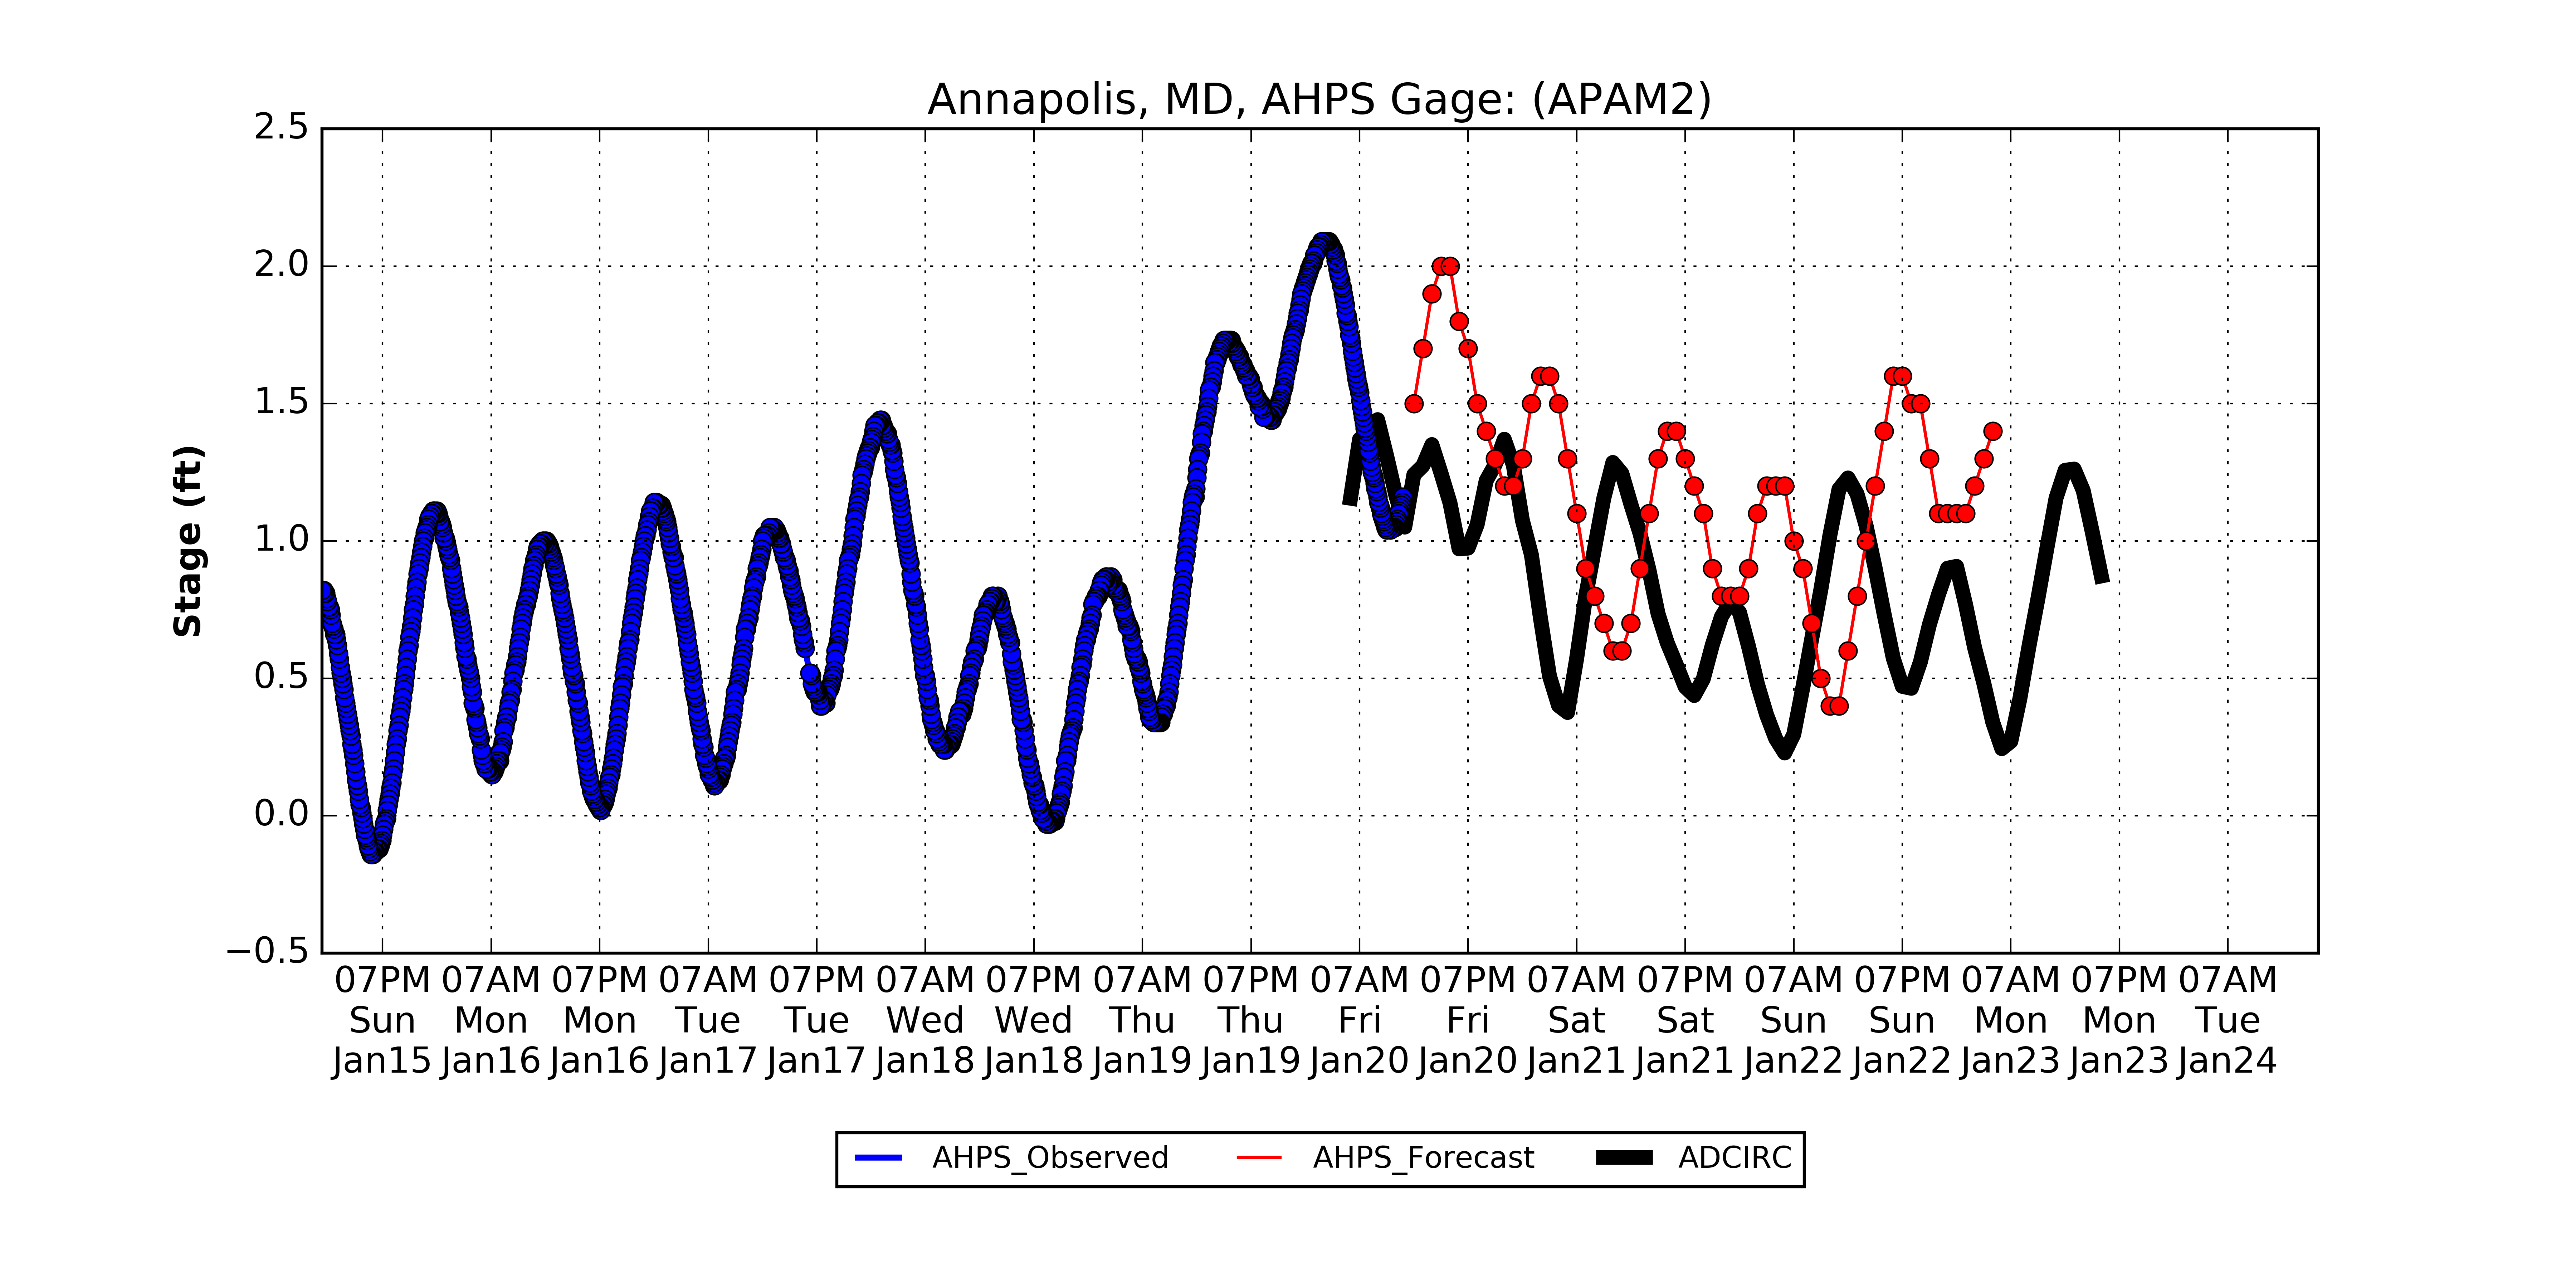 Annapolis, MD, AHPS Gage: (APAM2)
2.5
2.0
1.5
1.0
0.5
0.0
−0.5
Stage (ft)
07PM 07AM 07PM 07AM 07PM 07AM 07PM 07AM 07PM 07AM 07PM 07AM 07PM 07AM 07PM 07AM 07PM 07AM
Sun Mon Mon Tue Tue Wed Wed Thu Thu Fri Fri Sat Sat Sun Sun Mon Mon Tue
Jan15 Jan16 Jan16 Jan17 Jan17 Jan18 Jan18 Jan19 Jan19 Jan20 Jan20 Jan21 Jan21 Jan22 Jan22 Jan23 Jan23 Jan24
AHPS_Observed AHPS_Forecast ADCIRC